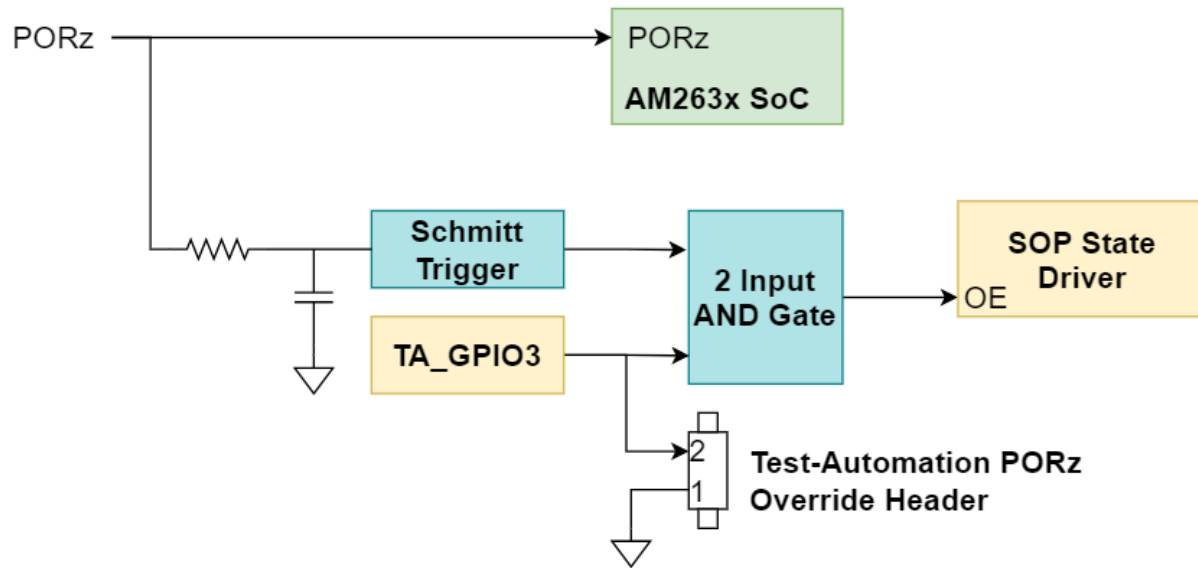 PORz
PORz
AM263x SoC
Schmitt
Trigger
2 Input
AND Gate
SOP State
Driver
OE
TA_GPIO3
2
1
Test-Automation PORz
Override Header